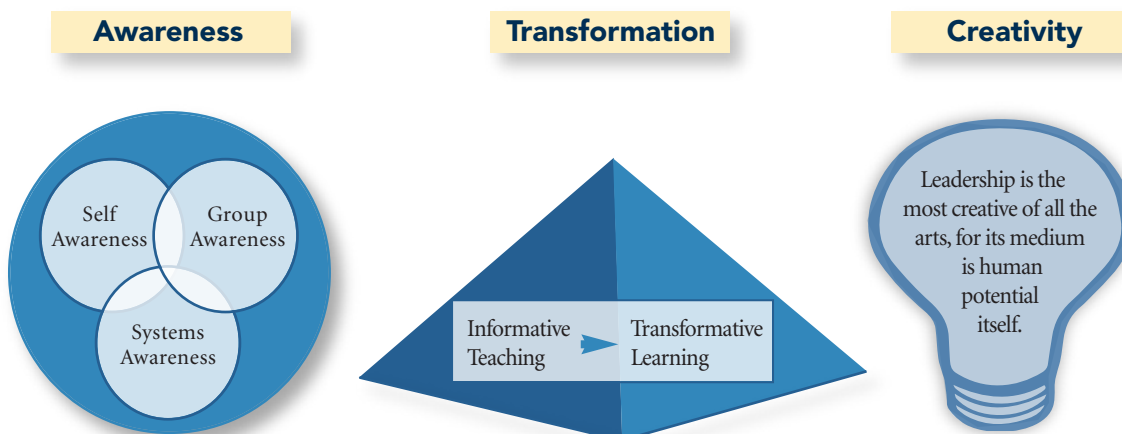 Awareness
Transformation
Creativity
Self
Awareness
Group
Awareness
Systems
Awareness
Informative
Teaching
Transformative
Learning
Leadership is the
most creative of all the
arts, for its medium
is human
potential
itself.